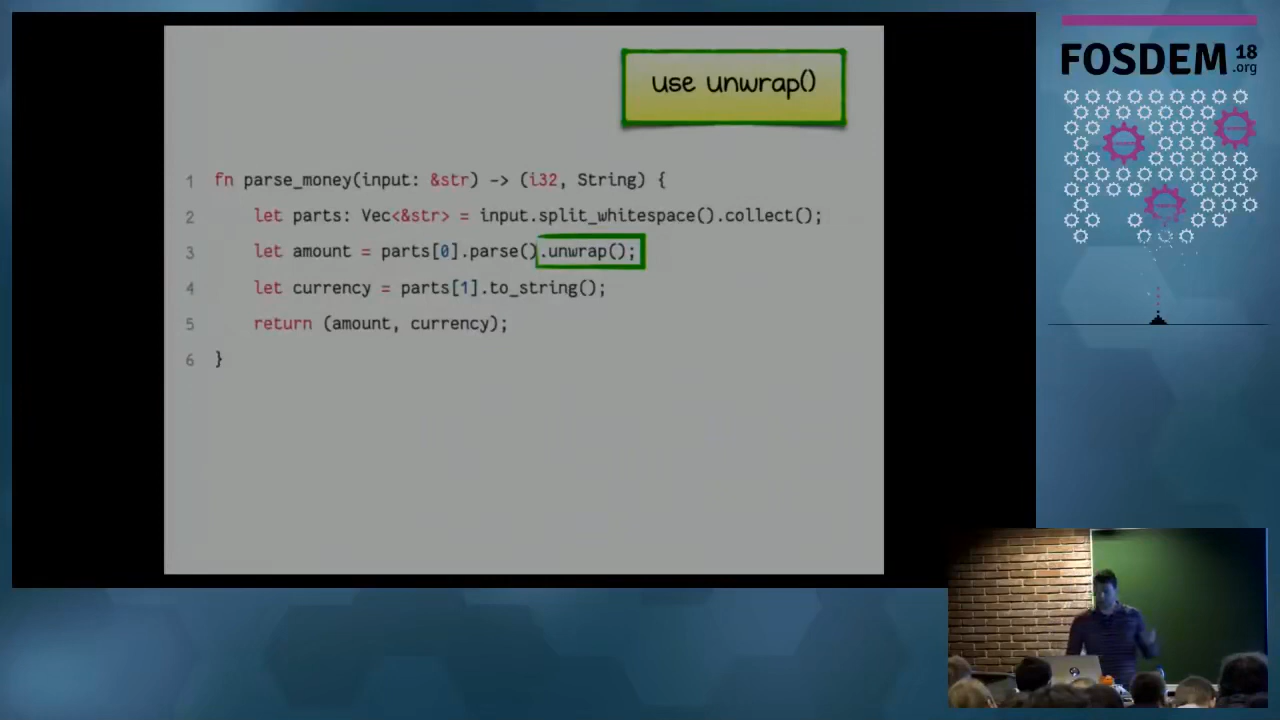 use unwrap()
1 fn parse_money(input: &str) -> (i32, String) {
2 let parts: Vec<&str> = input.split_whitespace().collect();
3 let amount = parts[0].parse().unwrap();
4 let currency = parts[1].to_string();
5 return (amount, currency);
6 }
FOSDEM 18
.org